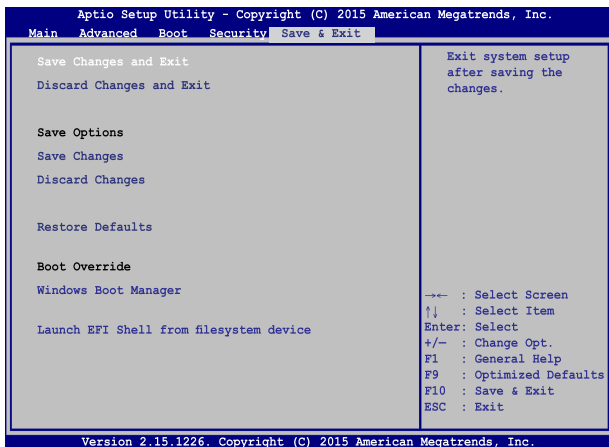 Aptio Setup Utility - Copyright (C) 2015 American Megatrends, Inc.
Main Advanced Boot Security Save & Exit
Save Changes and Exit
Discard Changes and Exit
Save Options
Save Changes
Discard Changes
Restore Defaults
Boot Override
Windows Boot Manager
Launch EFI Shell from filesystem device
Exit system setup
after saving the
changes.
→← : Select Screen
↑↓ : Select Item
Enter: Select
+/— : Change Opt.
F1 : General Help
F9 : Optimized Defaults
F10 : Save & Exit
ESC : Exit
Version 2.15.1226. Copyright (C) 2015 American Megatrends, Inc.